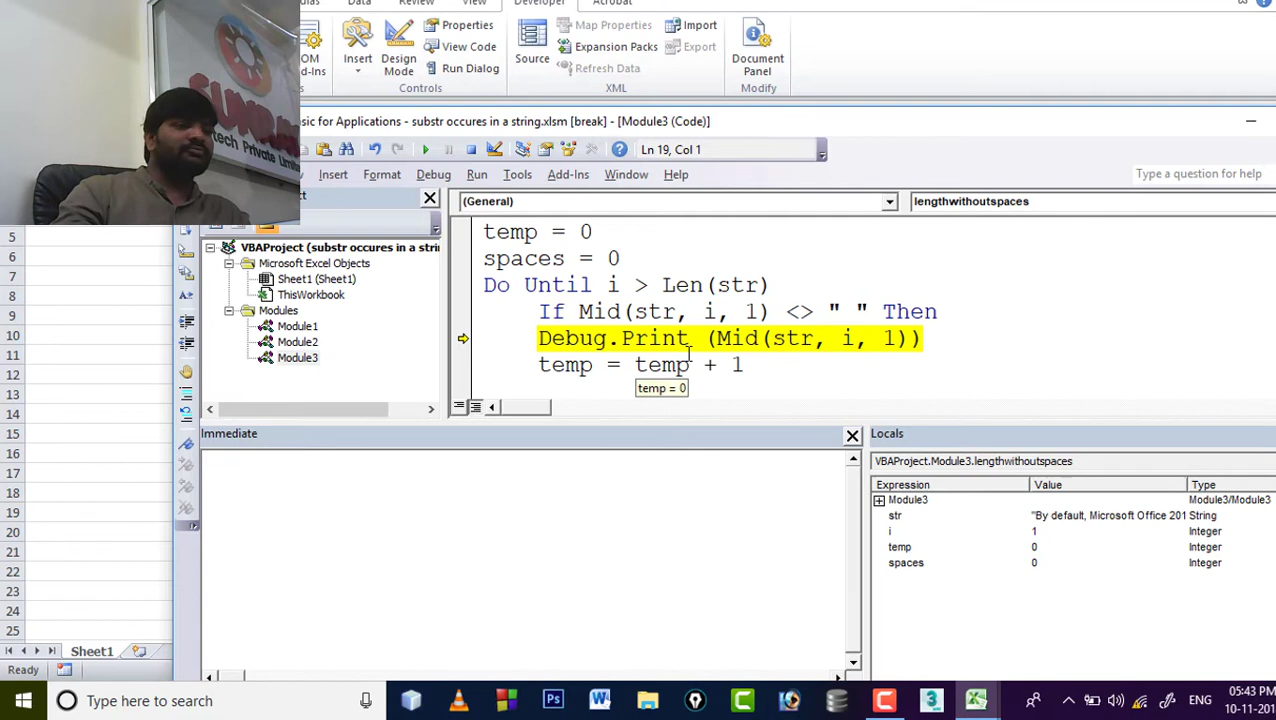 Data
Review
View
Developer
Acrobat
Insert
Design Mode
Properties
View Code
Run Dialog
Controls
Source
Map Properties
Expansion Packs
Refresh Data
Import
Export
XML
Document Panel
Modify
tech Private Limited
sic for Applications - substr occures in a string.xlsm [break] - [Module3 (Code)]
Ln 19, Col 1
Insert Format Debug Run Tools Add-Ins Window Help
Type a question for help
(General)
lengthwithoutspaces
VBAProject (substr occures in a stri
Microsoft Excel Objects
Sheet1 (Sheet1)
ThisWorkbook
Modules
Module1
Module2
Module3
temp = 0
spaces = 0
Do Until i > Len(str)
If Mid(str, i, 1) <> " " Then
Debug.Print (Mid(str, i, 1))
temp = temp + 1
temp = 0
Immediate
Locals
VBAProject.Module3.lengthwithoutspaces
Expression Value Type
Module3 Module3/Module3
str "By default, Microsoft Office 201 String
i 1 Integer
temp 0 Integer
spaces 0 Integer
5
6
7
8
9
10
11
12
13
14
15
16
17
18
19
20
21
22
23
24
25
Sheet1
Ready
Type here to search
ENG
05:43 PM
10-11-201